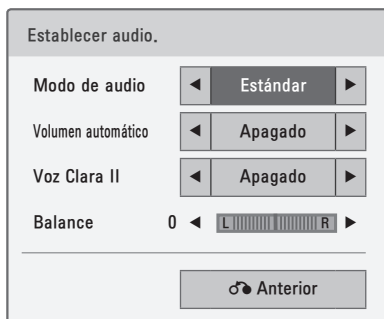 Establecer audio.
Modo de audio ◀ Estándar ▶
Volumen automático ◀ Apagado ▶
Voz Clara II ◀ Apagado ▶
Balance 0 ◀ L R ▶
Anterior